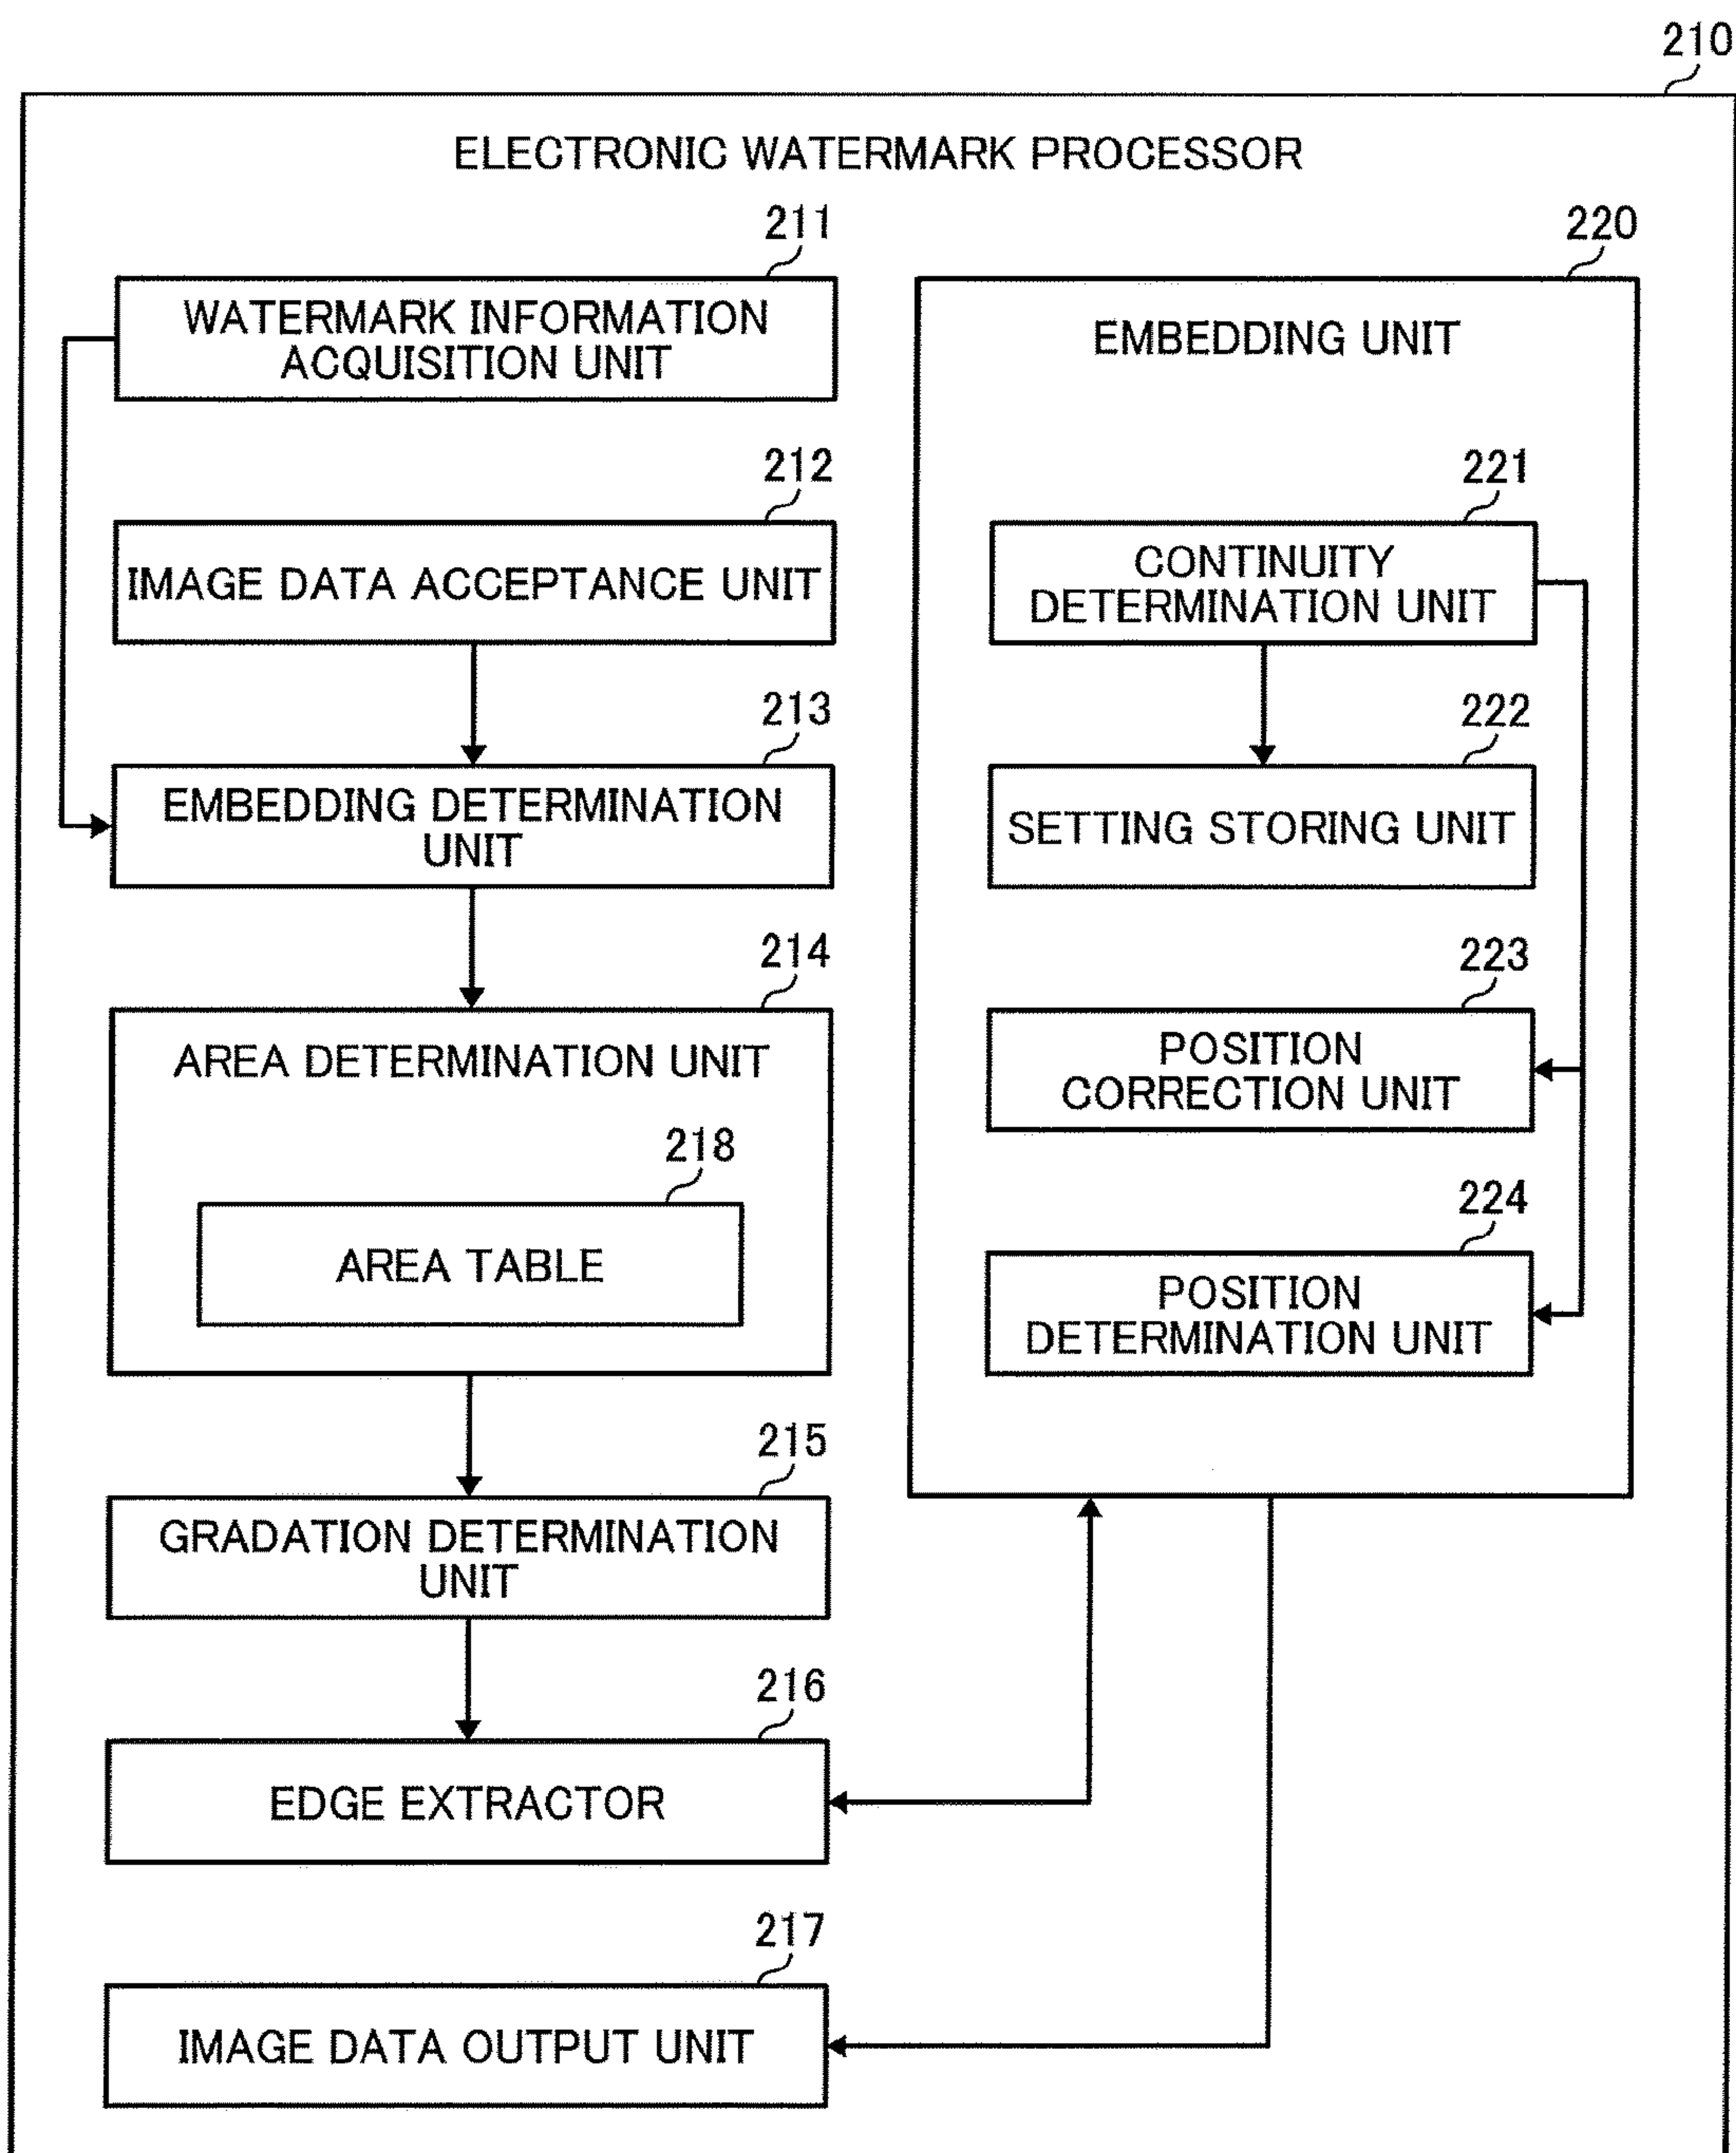 210
ELECTRONIC WATERMARK PROCESSOR
211
WATERMARK INFORMATION
ACQUISITION UNIT
212
IMAGE DATA ACCEPTANCE UNIT
213
EMBEDDING DETERMINATION
UNIT
214
AREA DETERMINATION UNIT
218
AREA TABLE
215
GRADATION DETERMINATION
UNIT
216
EDGE EXTRACTOR
217
IMAGE DATA OUTPUT UNIT
220
EMBEDDING UNIT
221
CONTINUITY
DETERMINATION UNIT
222
SETTING STORING UNIT
223
POSITION
CORRECTION UNIT
224
POSITION
DETERMINATION UNIT